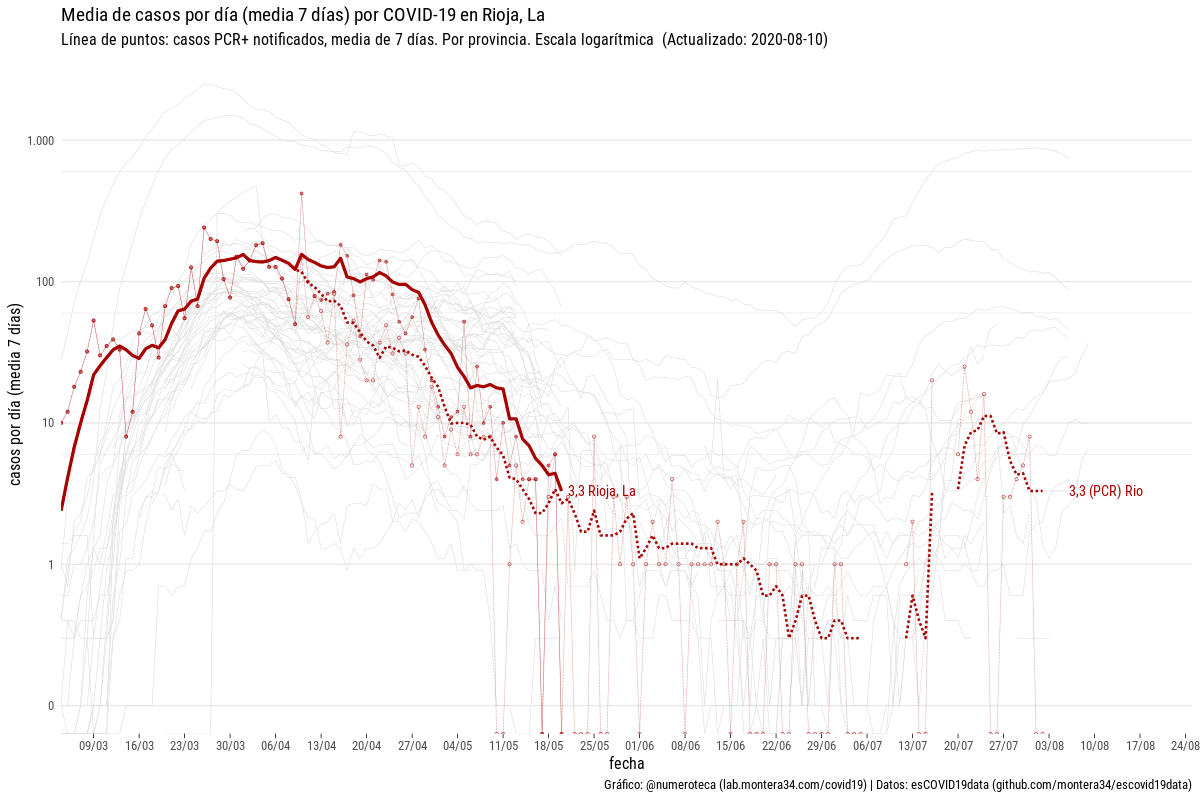 Media de casos por día (media 7 días) por COVID-19 en Rioja, La
Línea de puntos: casos PCR+ notificados, media de 7 días. Por provincia. Escala logarítmica  (Actualizado: 2020-08-10)
casos por día (media 7 días)
1.000
100
10
1
0
3,3 Rioja, La
3,3 (PCR) Rio
09/03 16/03 23/03 30/03 06/04 13/04 20/04 27/04 04/05 11/05 18/05 25/05 01/06 08/06 15/06 22/06 29/06 06/07 13/07 20/07 27/07 03/08 10/08 17/08 24/08
fecha
Gráfico: @numeroteca (lab.montera34.com/covid19) | Datos: esCOVID19data (github.com/montera34/escovid19data)